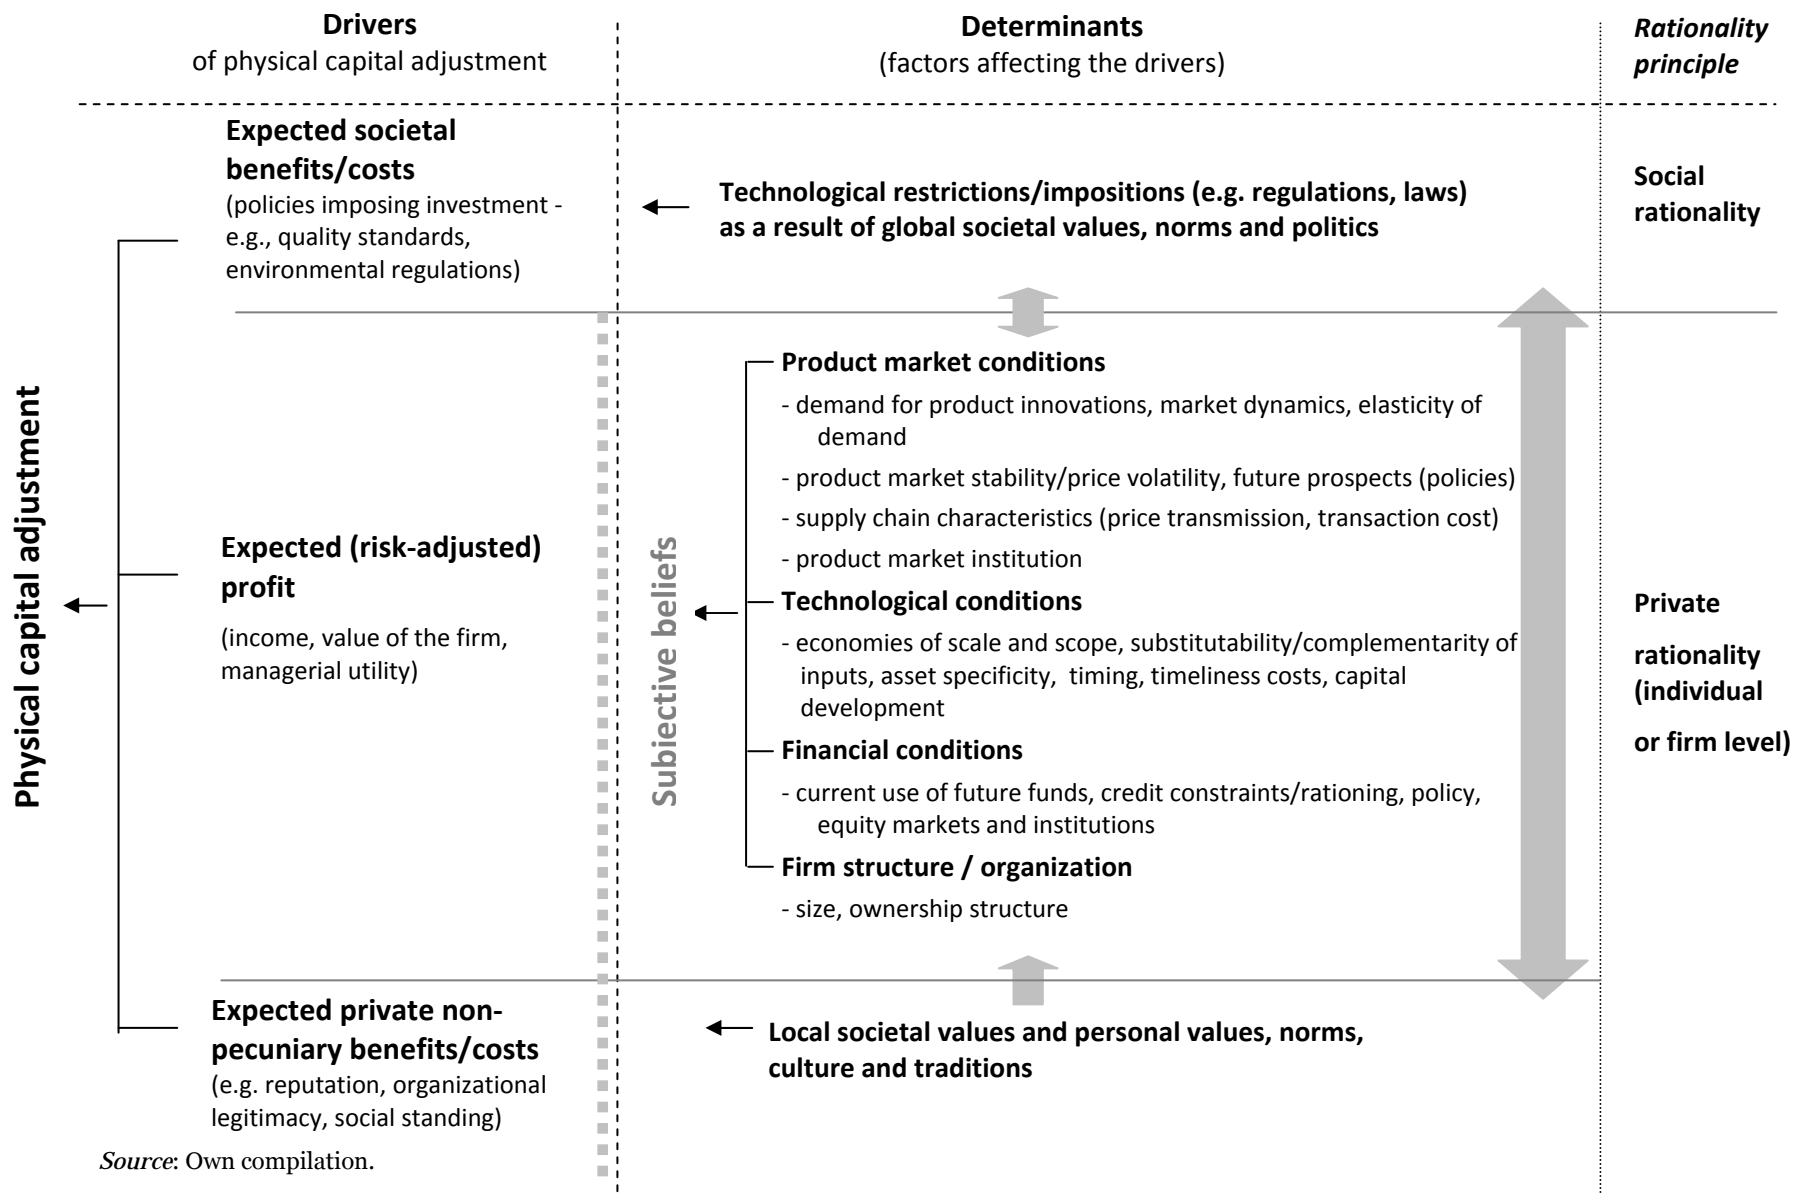 Drivers
of physical capital adjustment
Determinants
(factors affecting the drivers)
Rationality
principle
Physical capital adjustment
Expected societal
benefits/costs
(policies imposing investment -
e.g., quality standards,
environmental regulations)
Technological restrictions/impositions (e.g. regulations, laws)
as a result of global societal values, norms and politics
Social
rationality
Expected (risk-adjusted)
profit
(income, value of the firm,
managerial utility)
Subjective beliefs
Product market conditions
- demand for product innovations, market dynamics, elasticity of
demand
- product market stability/price volatility, future prospects (policies)
- supply chain characteristics (price transmission, transaction cost)
- product market institution
Technological conditions
- economies of scale and scope, substitutability/complementarity of
inputs, asset specificity, timing, timeliness costs, capital
development
Financial conditions
- current use of future funds, credit constraints/rationing, policy,
equity markets and institutions
Firm structure / organization
- size, ownership structure
Private
rationality
(individual
or firm level)
Expected private non-
pecuniary benefits/costs
(e.g. reputation, organizational
legitimacy, social standing)
Local societal values and personal values, norms,
culture and traditions
Source: Own compilation.